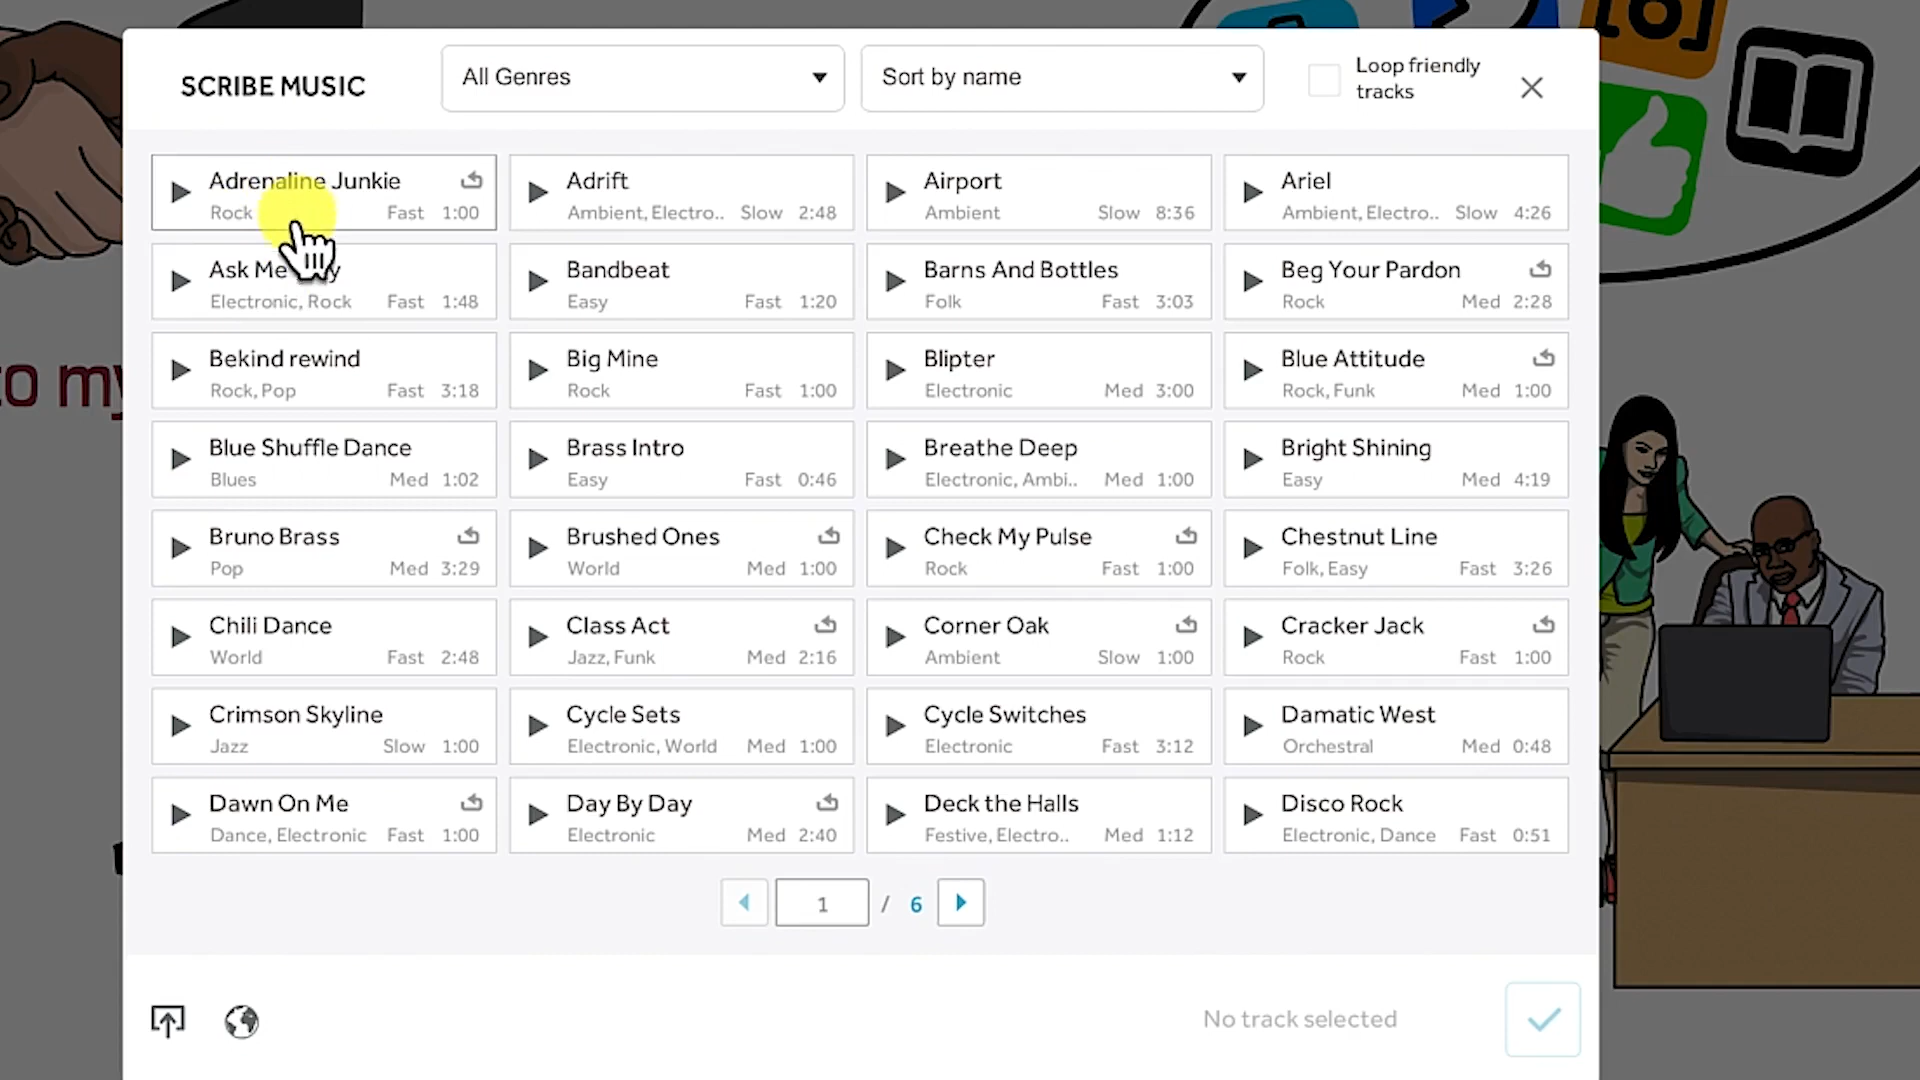 SCRIBE MUSIC
All Genres
Sort by name
Loop friendly
tracks
Adrenaline Junkie
Rock Fast 1:00
Adrift
Ambient, Electro.. Slow 2:48
Airport
Ambient Slow 8:36
Ariel
Ambient, Electro.. Slow 4:26
Ask Me
Electronic, Rock Fast 1:48
Bandbeat
Easy Fast 1:20
Barns And Bottles
Folk Fast 3:03
Beg Your Pardon
Rock Med 2:28
Bekind rewind
Rock, Pop Fast 3:18
Big Mine
Rock Fast 1:00
Blipter
Electronic Med 3:00
Blue Attitude
Rock, Funk Med 1:00
Blue Shuffle Dance
Blues Med 1:02
Brass Intro
Easy Fast 0:46
Breathe Deep
Electronic, Ambi.. Med 1:00
Bright Shining
Easy Med 4:19
Bruno Brass
Pop Med 3:29
Brushed Ones
World Med 1:00
Check My Pulse
Rock Fast 1:00
Chestnut Line
Folk, Easy Fast 3:26
Chili Dance
World Fast 2:48
Class Act
Jazz, Funk Med 2:16
Corner Oak
Ambient Slow 1:00
Cracker Jack
Rock Fast 1:00
Crimson Skyline
Jazz Slow 1:00
Cycle Sets
Electronic, World Med 1:00
Cycle Switches
Electronic Fast 3:12
Damatic West
Orchestral Med 0:48
Dawn On Me
Dance, Electronic Fast 1:00
Day By Day
Electronic Med 2:40
Deck the Halls
Festive, Electro.. Med 1:12
Disco Rock
Electronic, Dance Fast 0:51
1 / 6
No track selected